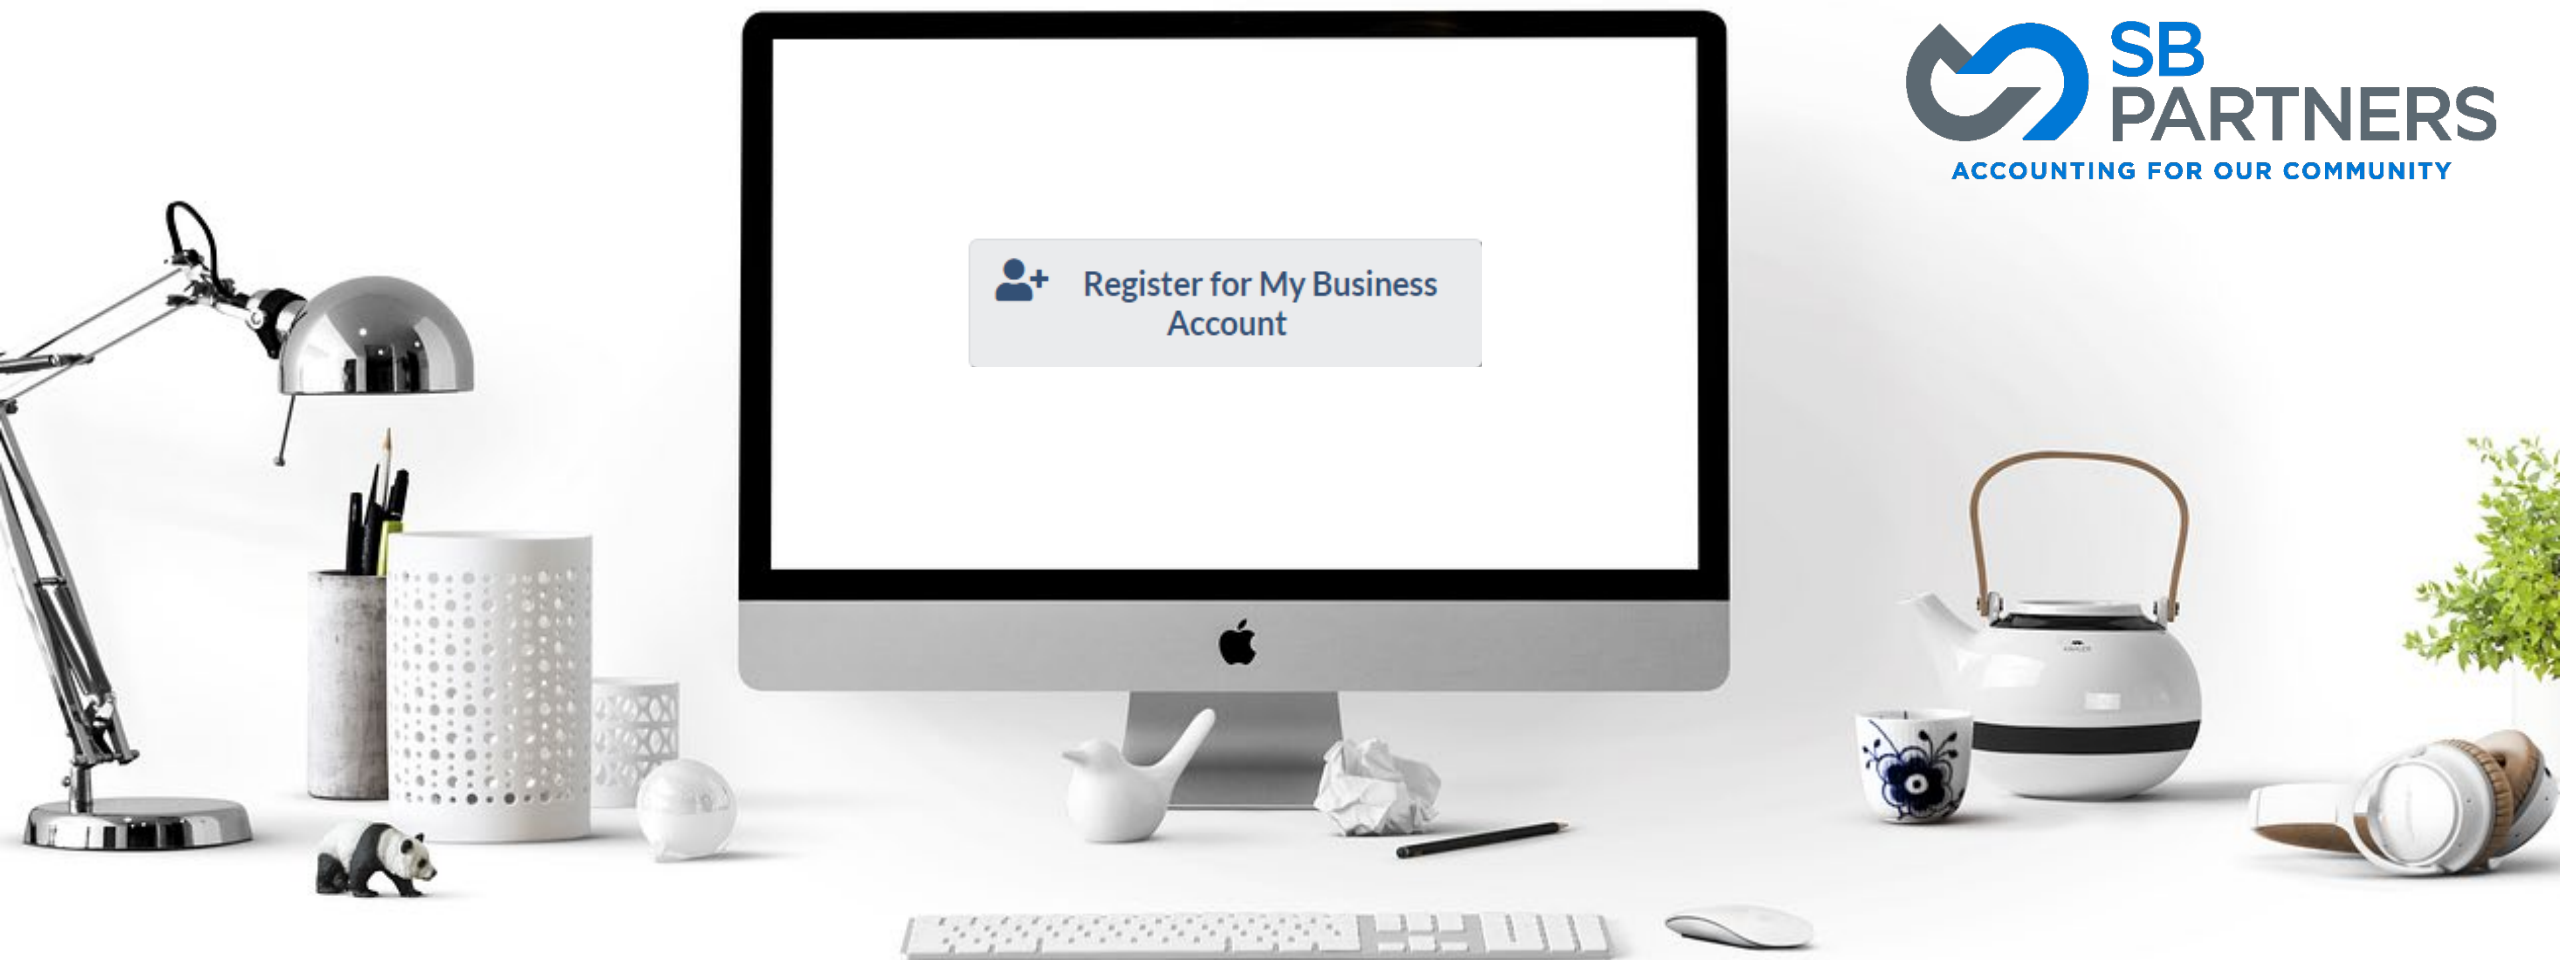 SB
PARTNERS
ACCOUNTING FOR OUR COMMUNITY
Register for My Business
Account